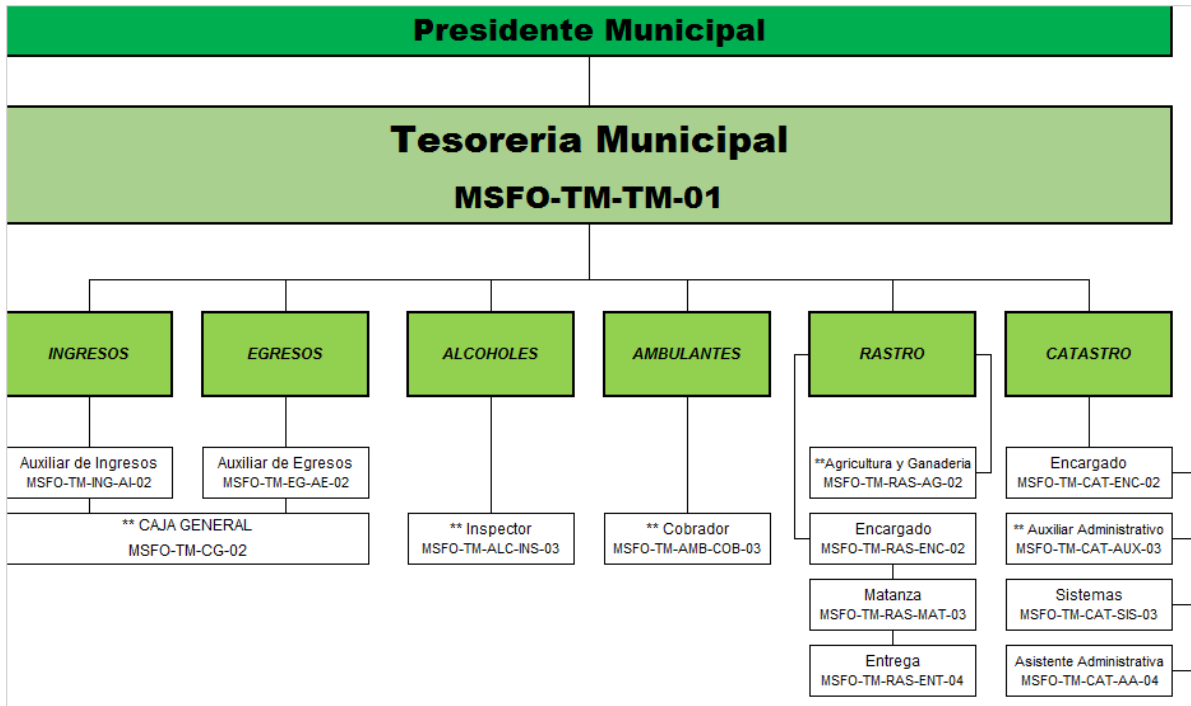 Presidente Municipal
Tesoreria Municipal
MSFO-TM-TM-01
INGRESOS
EGRESOS
ALCOHOLES
AMBULANTES
RASTRO
CATASTRO
Auxiliar de Ingresos
MSFO-TM-ING-AI-02
Auxiliar de Egresos
MSFO-TM-EG-AE-02
**Agricultura y Ganaderia
MSFO-TM-RAS-AG-02
Encargado
MSFO-TM-CAT-ENC-02
** CAJA GENERAL
MSFO-TM-CG-02
** Inspector
MSFO-TM-ALC-INS-03
** Cobrador
MSFO-TM-AMB-COB-03
Encargado
MSFO-TM-RAS-ENC-02
** Auxiliar Administrativo
MSFO-TM-CAT-AUX-03
Matanza
MSFO-TM-RAS-MAT-03
Sistemas
MSFO-TM-CAT-SIS-03
Entrega
MSFO-TM-RAS-ENT-04
Asistente Administrativa
MSFO-TM-CAT-AA-04